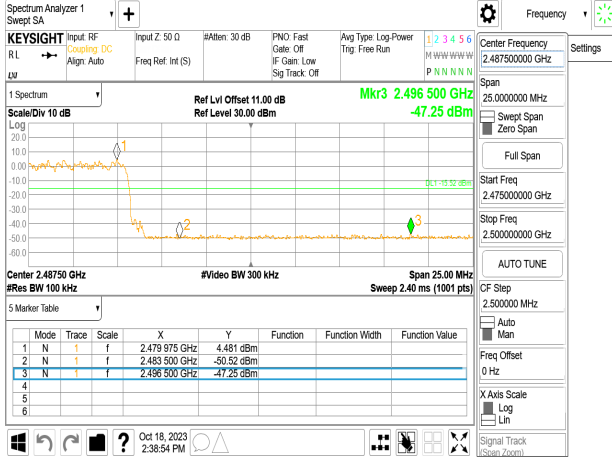 Spectrum Analyzer 1
Swept SA
Frequency
KEYSIGHT
RL
Input: RF
Coupling: DC
Align: Auto
Input Z: 50 Ω
Freq Ref: Int (S)
#Atten: 30 dB
PNO: Fast
Gate: Off
IF Gain: Low
Sig Track: Off
Avg Type: Log-Power
Trig: Free Run
1 2 3 4 5 6
M W W W W W
P N N N N N
1 Spectrum
Scale/Div 10 dB
Ref Lvl Offset 11.00 dB
Ref Level 30.00 dBm
Mkr3 2.496 500 GHz
-47.25 dBm
Log
20.0
10.0
0.00
-10.0
-20.0
-30.0
-40.0
-50.0
-60.0
1
2
3
DL1 -15.52 dBm
Center 2.48750 GHz
#Res BW 100 kHz
#Video BW 300 kHz
Span 25.00 MHz
Sweep 2.40 ms (1001 pts)
5 Marker Table
Mode Trace Scale X Y Function Function Width Function Value
1 N 1 f 2.479 975 GHz 4.481 dBm
2 N 1 f 2.483 500 GHz -50.52 dBm
3 N 1 f 2.496 500 GHz -47.25 dBm
4
5
6
Oct 18, 2023
2:38:54 PM
?
Center Frequency
2.487500000 GHz
Settings
Span
25.0000000 MHz
Swept Span
Zero Span
Full Span
Start Freq
2.475000000 GHz
Stop Freq
2.500000000 GHz
AUTO TUNE
CF Step
2.500000 MHz
Auto
Man
Freq Offset
0 Hz
X Axis Scale
Log
Lin
Signal Track
(Span Zoom)